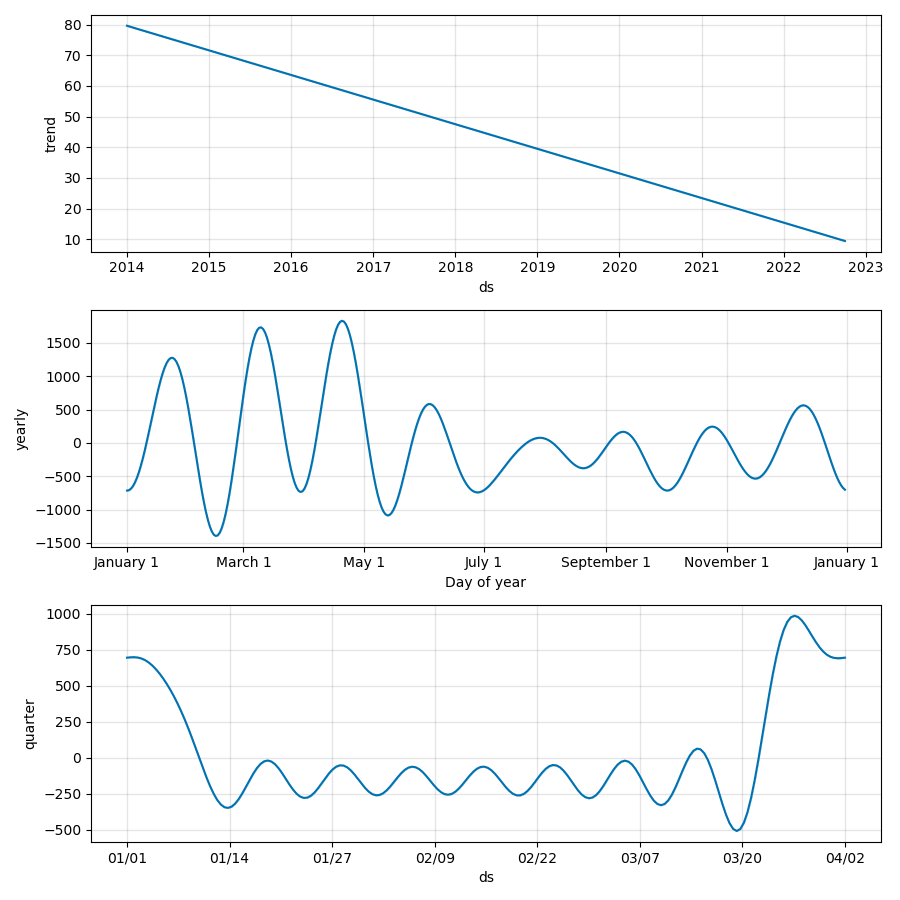 80
70
60
50
40
30
20
10
trend
2014 2015 2016 2017 2018 2019 2020 2021 2022 2023
ds
1500
1000
500
0
−500
−1000
−1500
yearly
January 1 March 1 May 1 July 1 September 1 November 1 January 1
Day of year
1000
750
500
250
0
−250
−500
quarter
01/01 01/14 01/27 02/09 02/22 03/07 03/20 04/02
ds